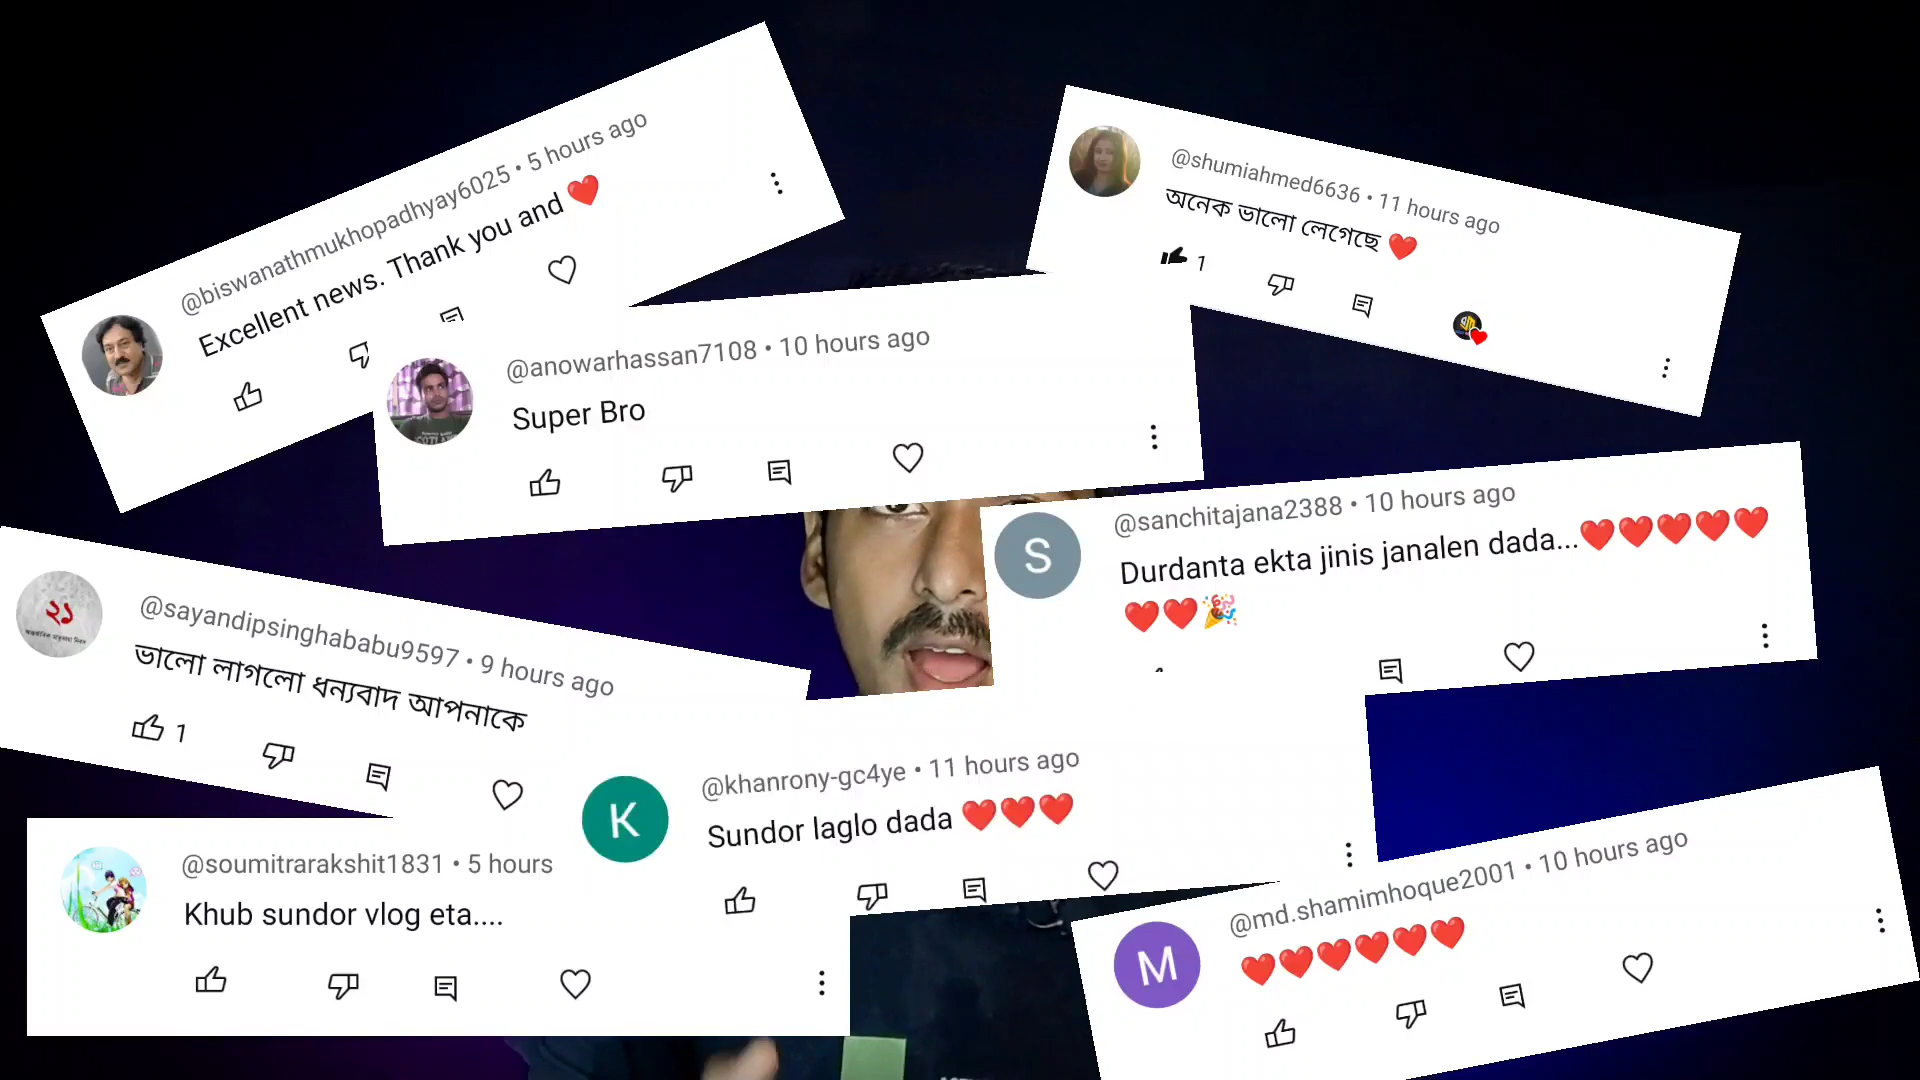 @biswanathmukhopadhyay6025 • 5 hours ago
Excellent news. Thank you and ❤️
@shumiahmed6636 • 11 hours ago
অনেক ভালো লেগেছে ❤️
1
@anowarhassan7108 • 10 hours ago
Super Bro
S
@sanchitajana2388 • 10 hours ago
Durdanta ekta jinis janalen dada...❤️❤️❤️❤️❤️
❤️❤️🎉
২১
@sayandipsinghababu9597 • 9 hours ago
ভালো লাগলো ধন্যবাদ আপনাকে
1
K
@khanrony-gc4ye • 11 hours ago
Sundor laglo dada ❤️❤️❤️
@soumitrarakshit1831 • 5 hours
Khub sundor vlog eta....
M
@md.shamimhoque2001 • 10 hours ago
❤️❤️❤️❤️❤️❤️